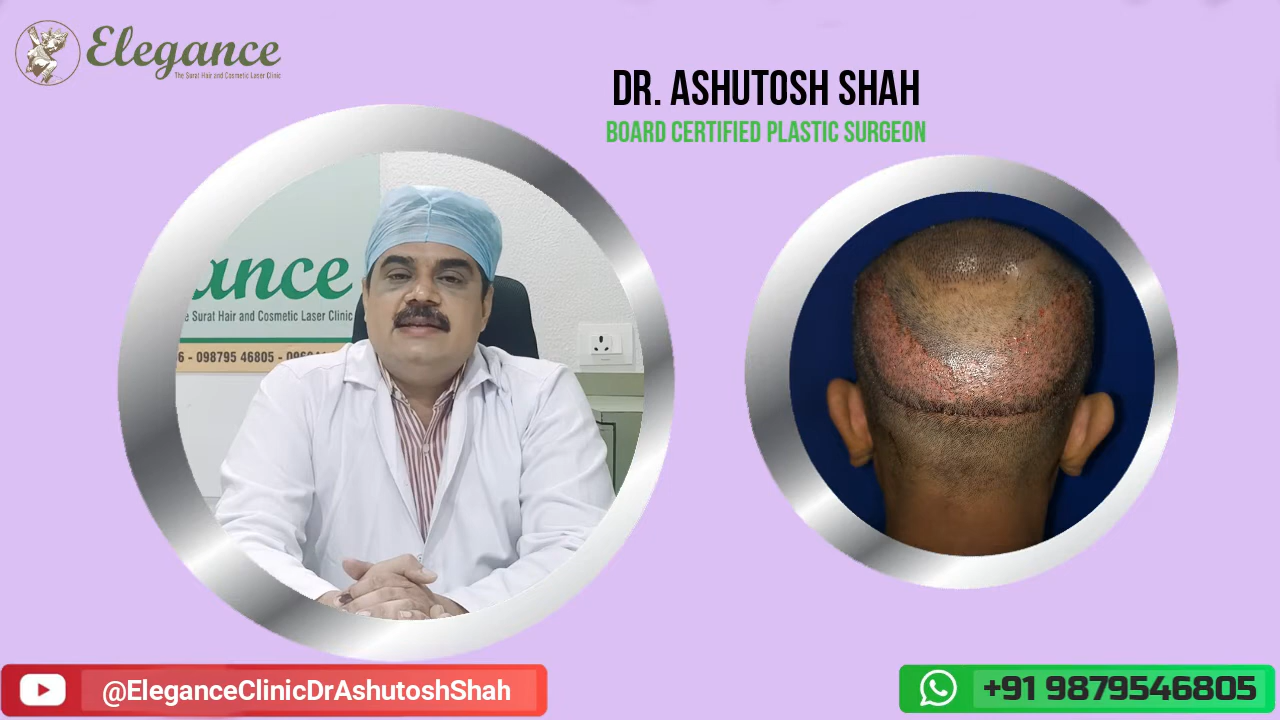 Elegance
The Surat Hair and Cosmetic Laser Clinic
DR. ASHUTOSH SHAH
BOARD CERTIFIED PLASTIC SURGEON
ance
Surat Hair and Cosmetic Laser Clinic
6 - 098795 46805 -
@EleganceClinicDrAshutoshShah
+91 9879546805